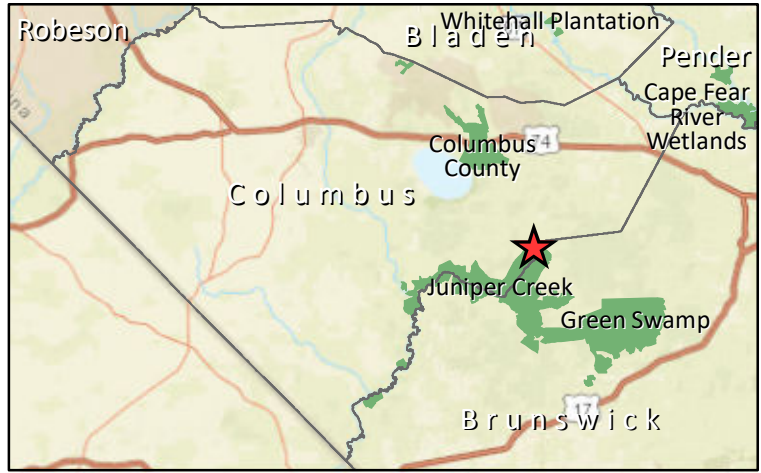 Robeson
Whitehall Plantation
Bladen
Pender
Cape Fear
River
Wetlands
74
Columbus
County
Columbus
Juniper Creek
Green Swamp
17
Brunswick